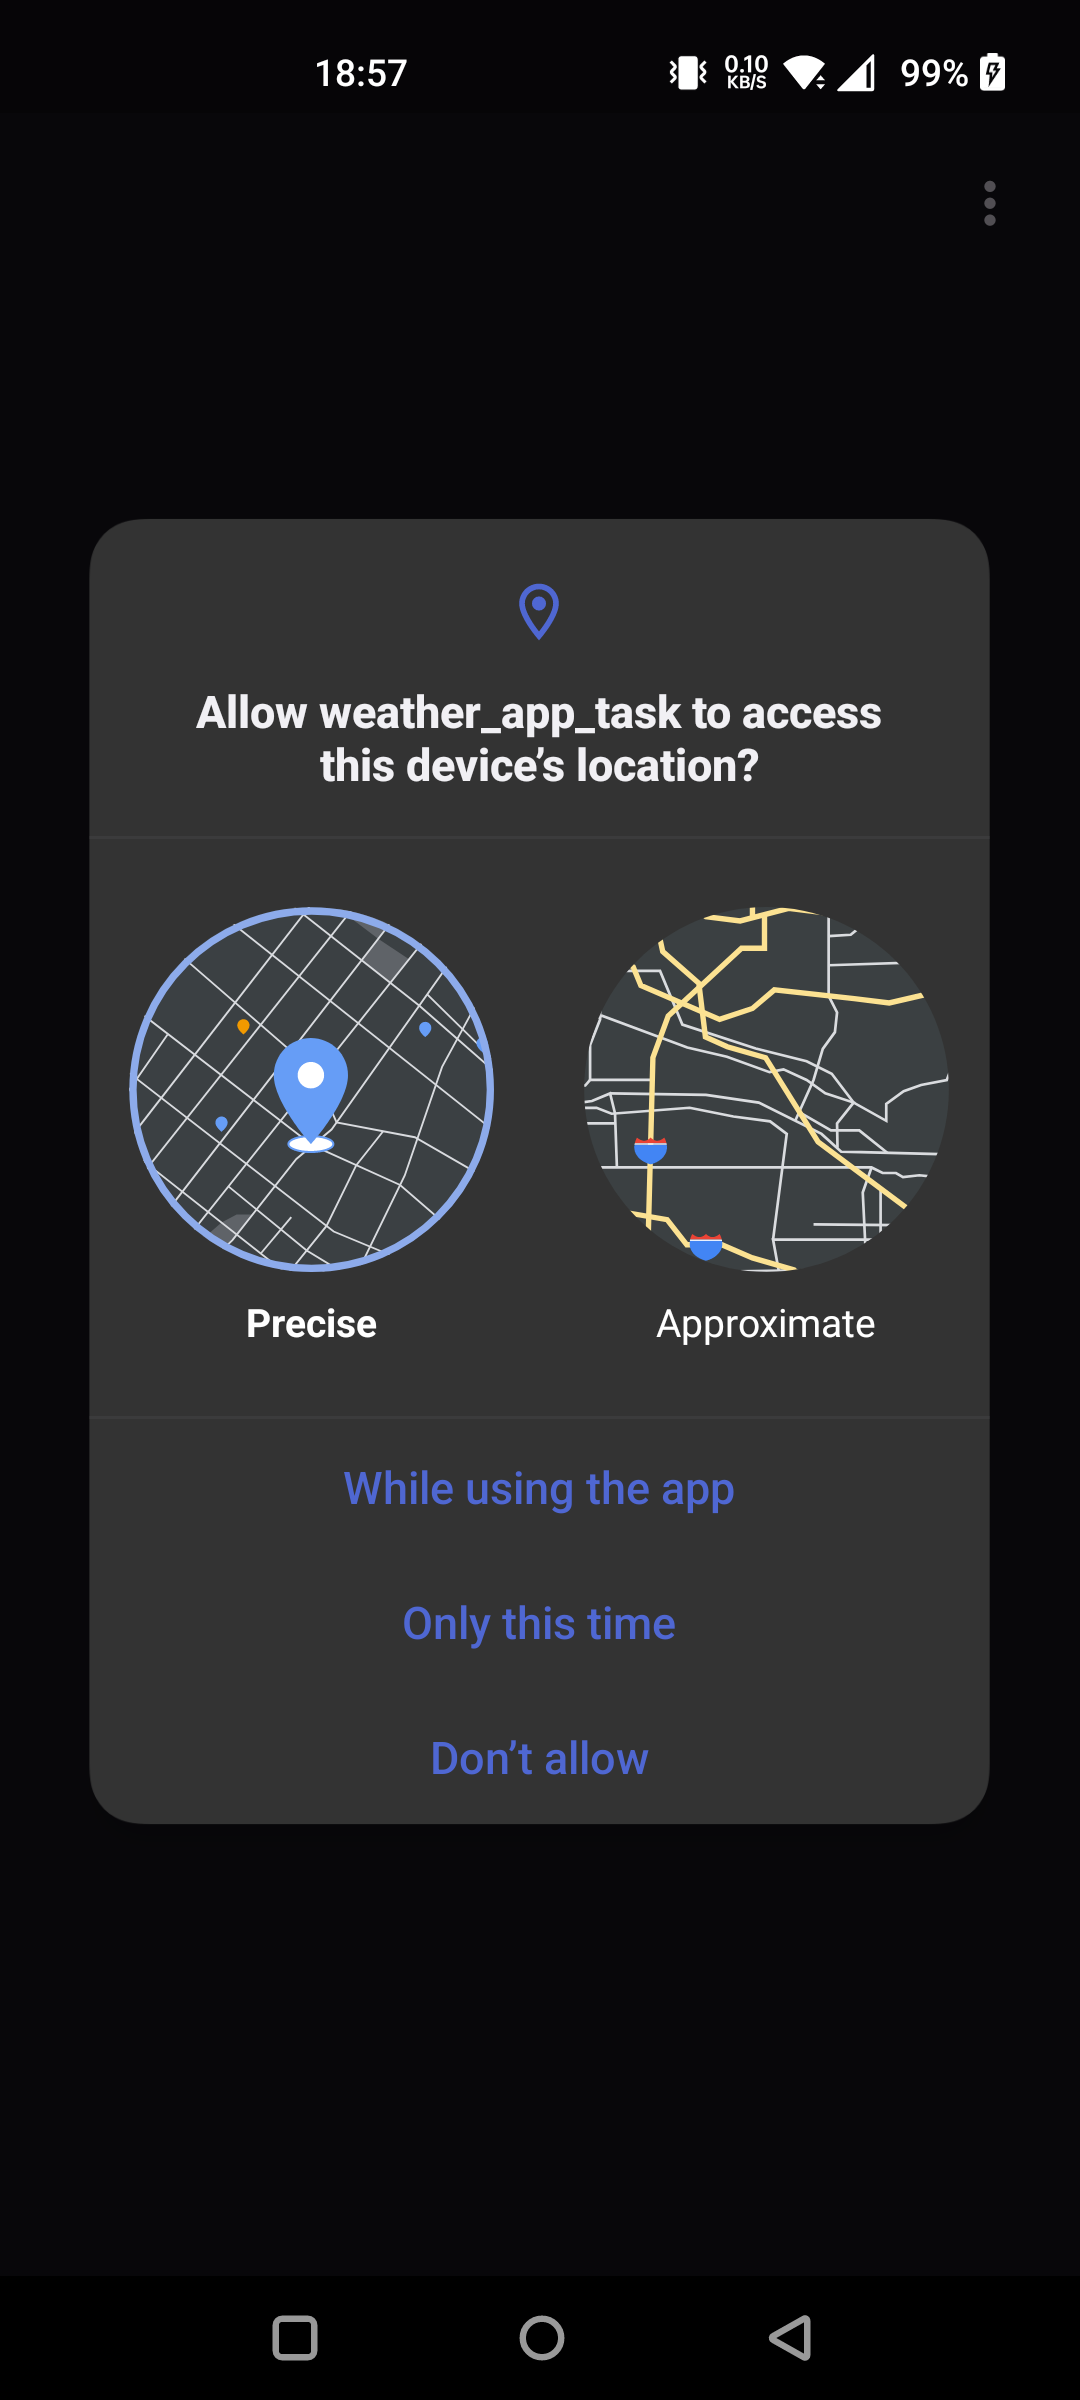 18:57
0.10
KB/S
99%
Allow weather_app_task to access
this device’s location?
Precise
Approximate
While using the app
Only this time
Don’t allow